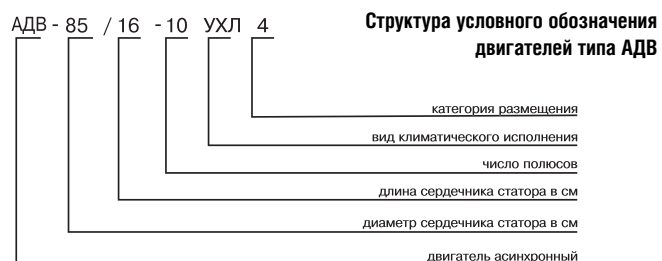 АДВ - 85 / 16 - 10 УХЛ 4
Структура условного обозначения
двигателей типа АДВ
категория размещения
вид климатического исполнения
число полюсов
длина сердечника статора в см
диаметр сердечника статора в см
двигатель асинхронный